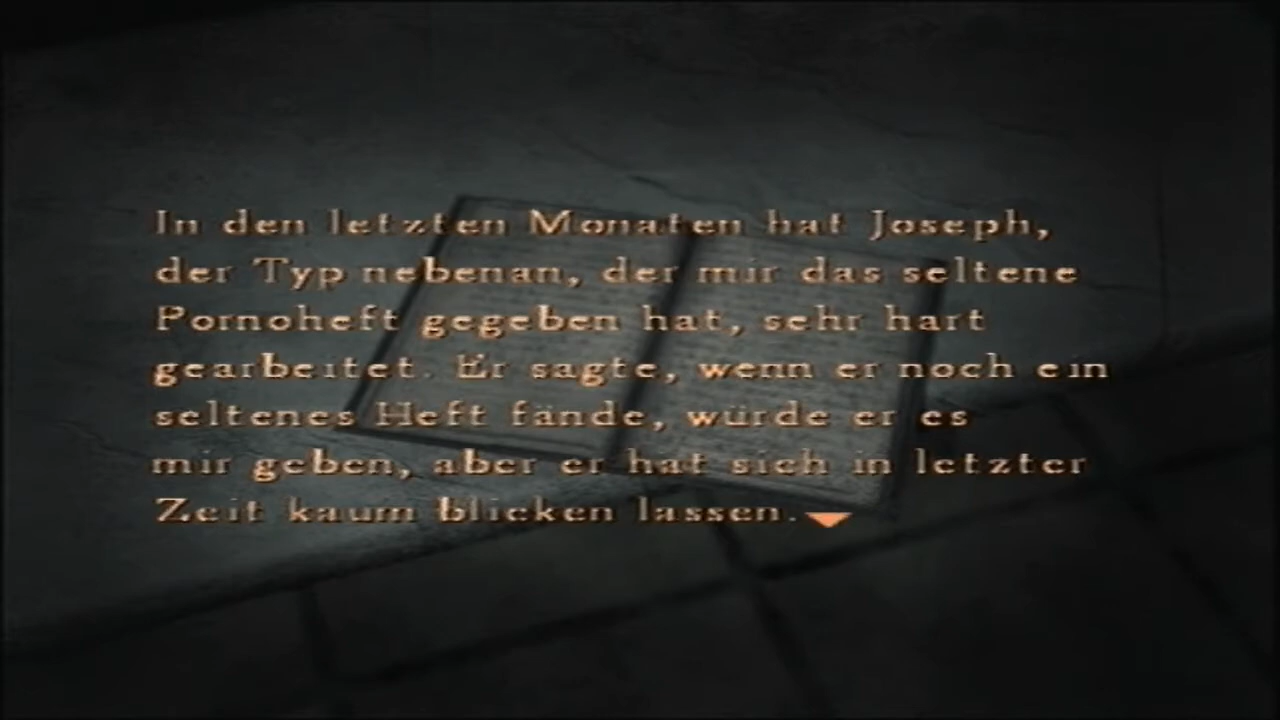 In den letzten Monaten hat Joseph,
der Typ nebenan, der mir das seltene
Pornoheft gegeben hat, sehr hart
gearbeitet. Er sagte, wenn er noch ein
seltenes Heft fände, würde er es
mir geben, aber er hat sich in letzter
Zeit kaum blicken lassen.